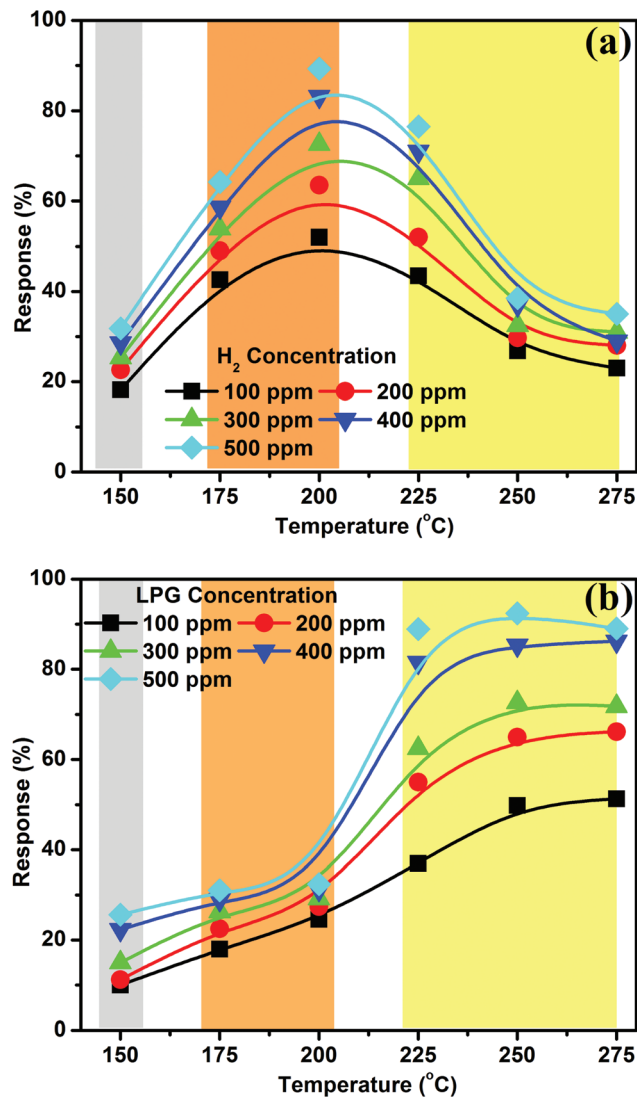 (a)
100
80
60
40
20
0
Response (%)
H₂ Concentration
100 ppm 200 ppm
300 ppm 400 ppm
500 ppm
150 175 200 225 250 275
Temperature (°C)
(b)
100
80
60
40
20
0
Response (%)
LPG Concentration
100 ppm 200 ppm
300 ppm 400 ppm
500 ppm
150 175 200 225 250 275
Temperature (°C)